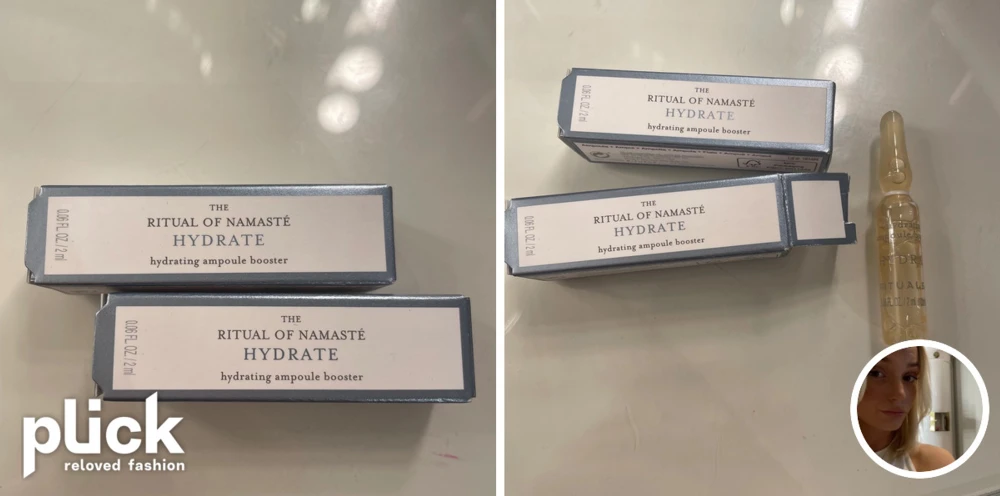 0.06 FL. OZ / 2 ml
THE
RITUAL OF NAMASTÉ
HYDRATE
hydrating ampoule booster
0.06 FL. OZ / 2 ml
THE
RITUAL OF NAMASTÉ
HYDRATE
hydrating ampoule booster
plick
reloved fashion
0.06 FL. OZ / 2 ml
THE
RITUAL OF NAMASTÉ
HYDRATE
hydrating ampoule booster
0.06 FL. OZ / 2 ml
THE
RITUAL OF NAMASTÉ
HYDRATE
hydrating ampoule booster